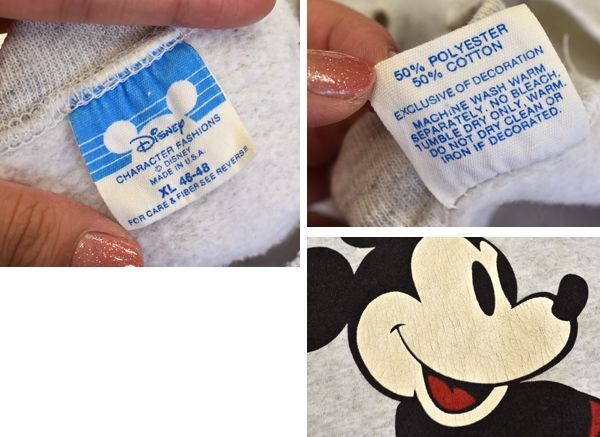 Disney
CHARACTER FASHIONS
© DISNEY
MADE IN U.S.A.
XL 46-48
FOR CARE & FIBER SEE REVERSE
50% POLYESTER
50% COTTON
EXCLUSIVE OF DECORATION
MACHINE WASH WARM
SEPARATELY. NO BLEACH.
TUMBLE DRY ONLY. WARM.
DO NOT DRY CLEAN OR
IRON IF DECORATED.